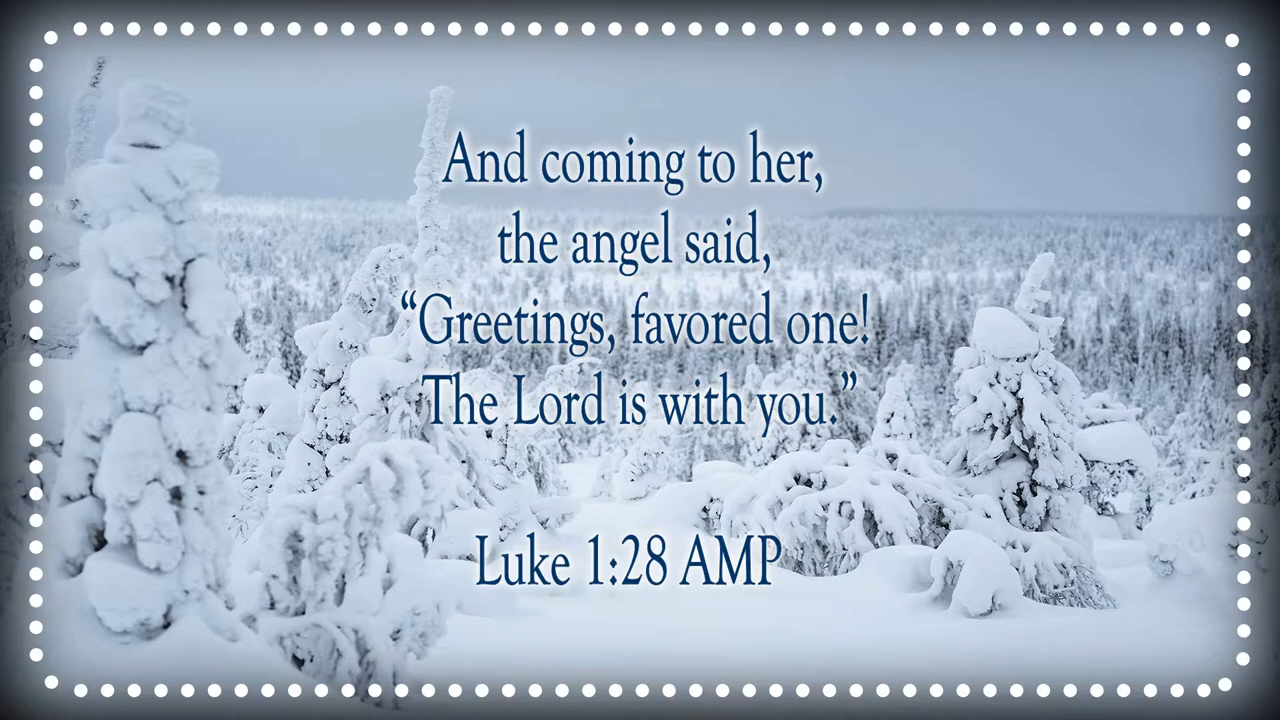 And coming to her,
the angel said,
“Greetings, favored one!
The Lord is with you.”
Luke 1:28 AMP